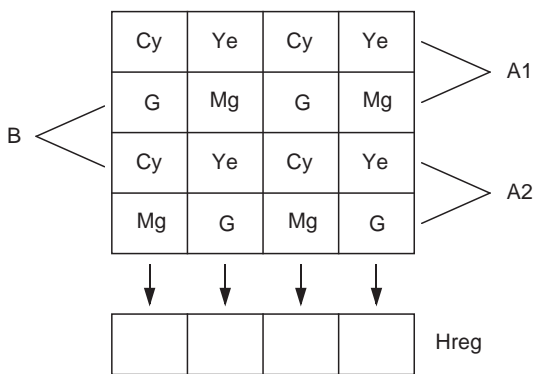 Cy Ye Cy Ye
A1
G Mg G Mg
B
Cy Ye Cy Ye
A2
Mg G Mg G
Hreg